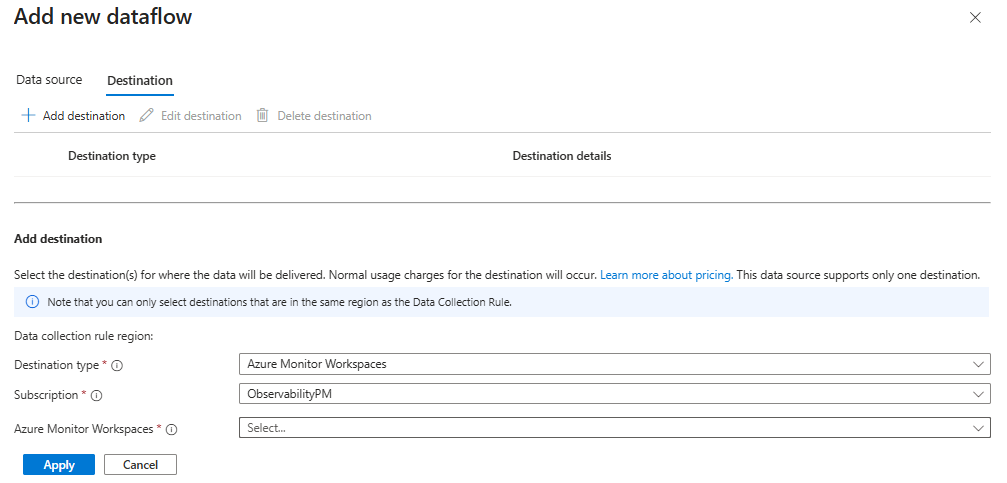 Add new dataflow
Data source Destination
Add destination Edit destination Delete destination
Destination type Destination details
Add destination
Select the destination(s) for where the data will be delivered. Normal usage charges for the destination will occur. Learn more about pricing. This data source supports only one destination.
Note that you can only select destinations that are in the same region as the Data Collection Rule.
Data collection rule region:
Destination type * Azure Monitor Workspaces
Subscription * ObservabilityPM
Azure Monitor Workspaces * Select...
Apply Cancel